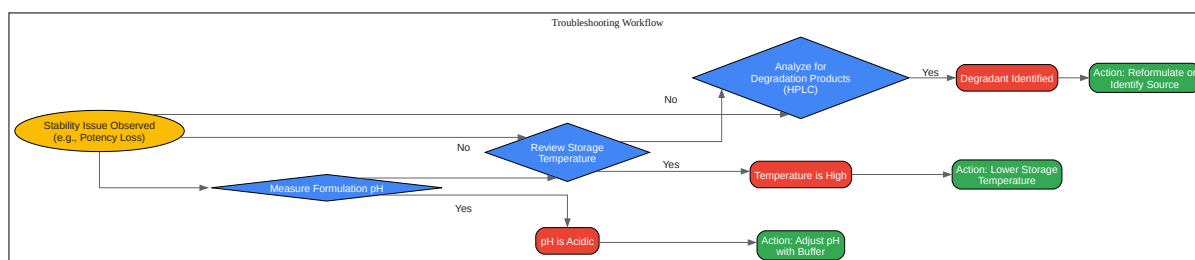 Troubleshooting Workflow
Analyze for
Degradation Products
(HPLC)
Yes
Degradant Identified
Action: Reformulate or
Identify Source
No
Stability Issue Observed
(e.g., Potency Loss)
No
Review Storage
Temperature
Yes
Temperature is High
Action: Lower Storage
Temperature
Measure Formulation pH
Yes
pH is Acidic
Action: Adjust pH
with Buffer